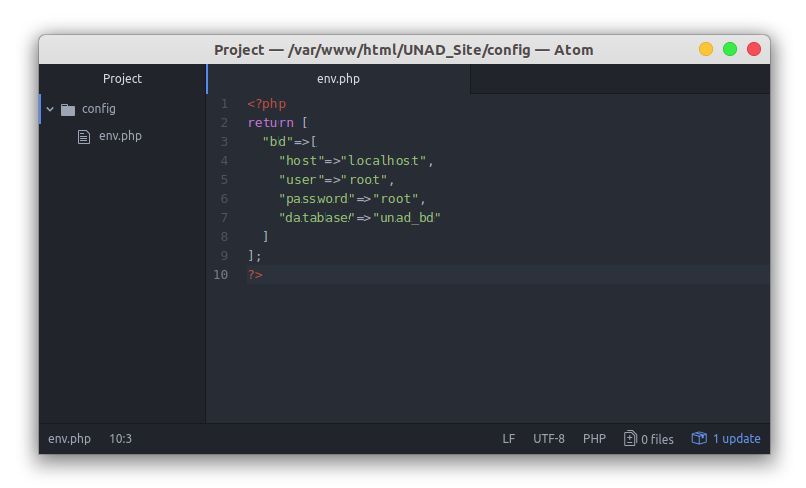 Project — /var/www/html/UNAD_Site/config — Atom
Project
env.php
config
env.php
1 <?php
2 return [
3 "bd"=>[
4 "host"=>"localhost",
5 "user"=>"root",
6 "password"=>"root",
7 "database"=>"unad_bd"
8 ]
9 ];
10 ?>
env.php 10:3 LF UTF-8 PHP 0 files 1 update